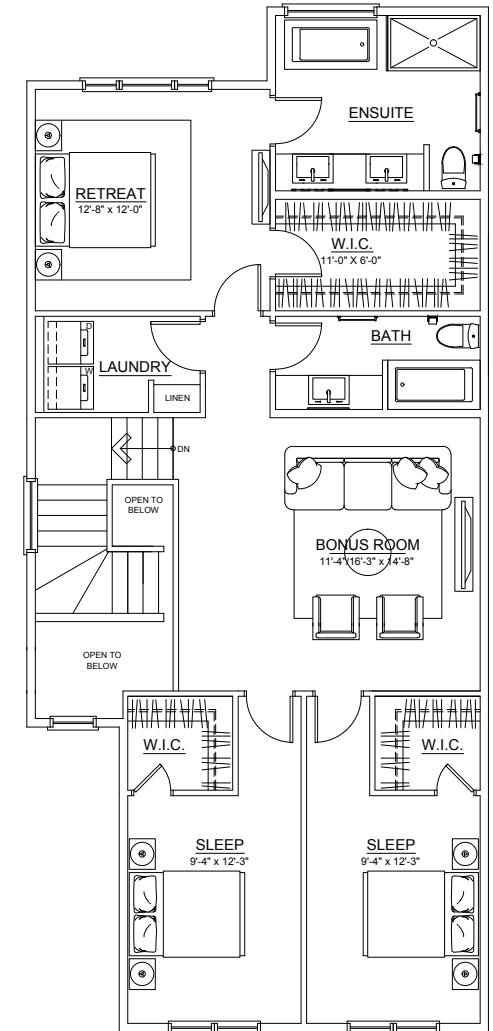 ENSUITE
RETREAT
12'-8" x 12'-0"
W.I.C.
11'-0" X 6'-0"
BATH
D
LAUNDRY
W
LINEN
DN
OPEN TO
BELOW
BONUS ROOM
11'-4"/16'-3" x 14'-8"
OPEN TO
BELOW
W.I.C.
W.I.C.
SLEEP
9'-4" x 12'-3"
SLEEP
9'-4" x 12'-3"